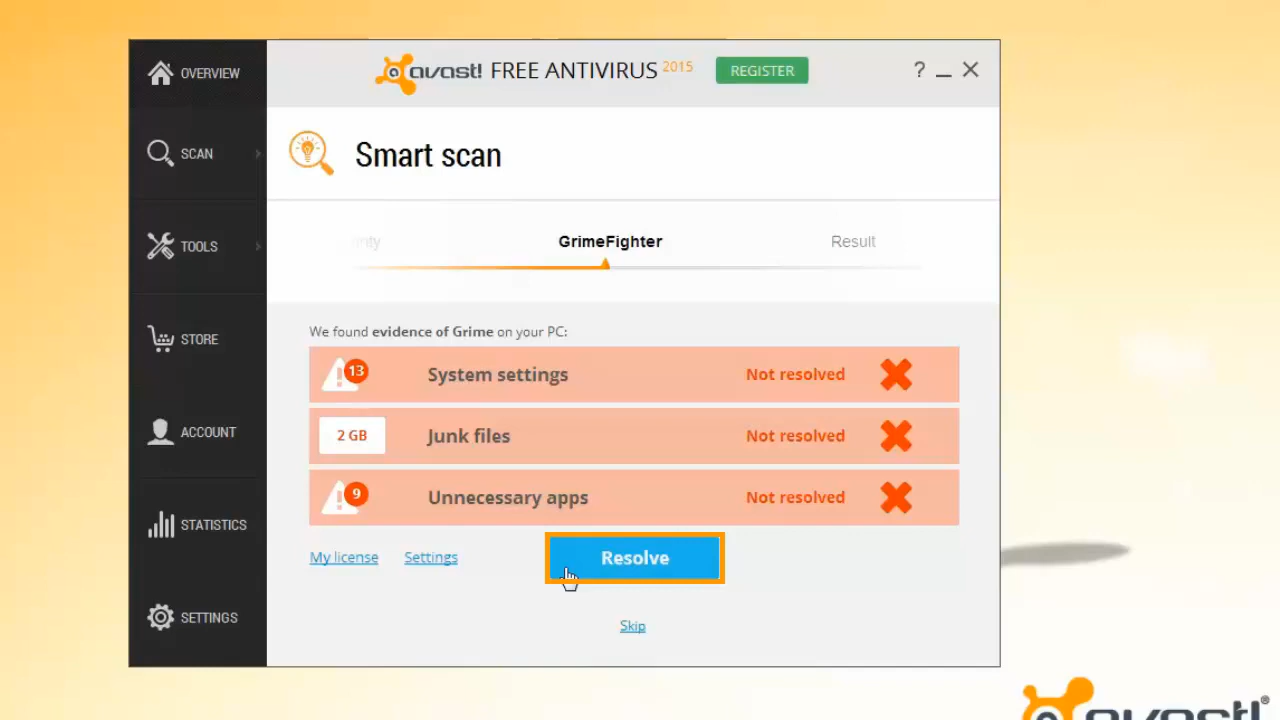 OVERVIEW
avast! FREE ANTIVIRUS 2015
REGISTER
?
SCAN
Smart scan
TOOLS
GrimeFighter
Result
STORE
We found evidence of Grime on your PC:
13 System settings Not resolved
2 GB Junk files Not resolved
9 Unnecessary apps Not resolved
ACCOUNT
STATISTICS
My license Settings Resolve
SETTINGS
Skip
avast!®